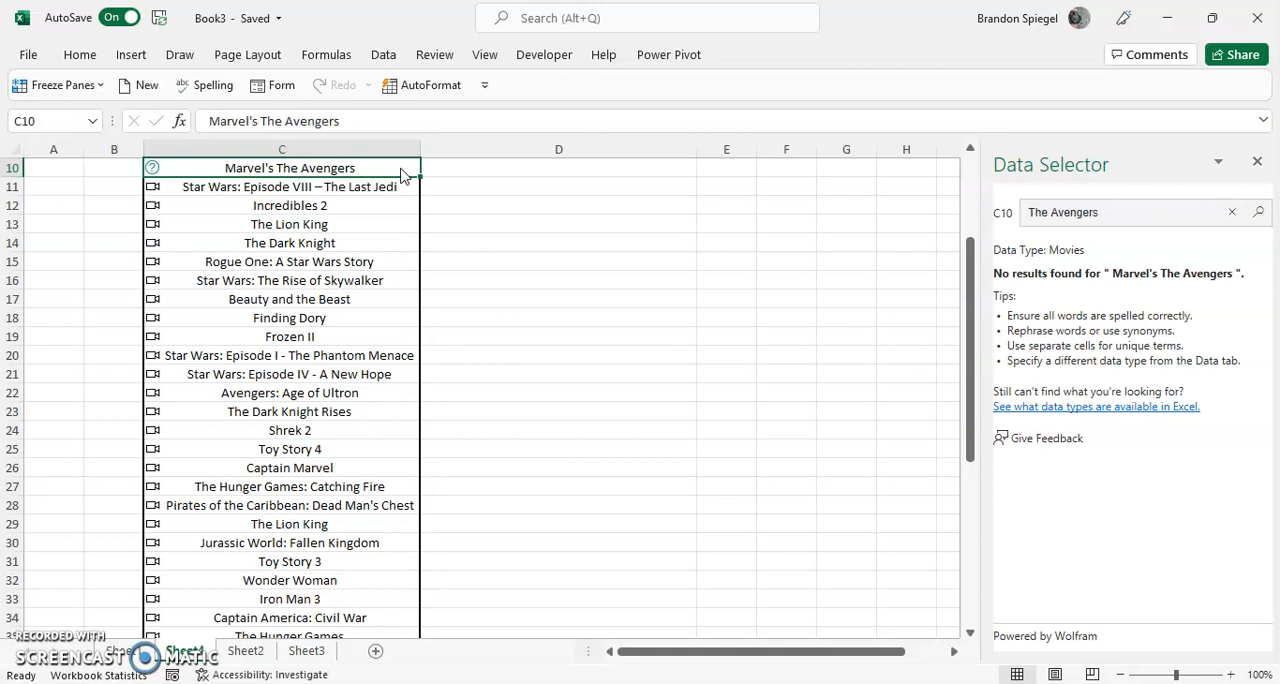 AutoSave On Book3 - Saved Search (Alt+Q) Brandon Spiegel
File Home Insert Draw Page Layout Formulas Data Review View Developer Help Power Pivot Comments Share
Freeze Panes New Spelling Form Redo AutoFormat
C10 fx Marvel's The Avengers
A B C D E F G H
10 Marvel's The Avengers
11 Star Wars: Episode VIII – The Last Jedi
12 Incredibles 2
13 The Lion King
14 The Dark Knight
15 Rogue One: A Star Wars Story
16 Star Wars: The Rise of Skywalker
17 Beauty and the Beast
18 Finding Dory
19 Frozen II
20 Star Wars: Episode I - The Phantom Menace
21 Star Wars: Episode IV - A New Hope
22 Avengers: Age of Ultron
23 The Dark Knight Rises
24 Shrek 2
25 Toy Story 4
26 Captain Marvel
27 The Hunger Games: Catching Fire
28 Pirates of the Caribbean: Dead Man's Chest
29 The Lion King
30 Jurassic World: Fallen Kingdom
31 Toy Story 3
32 Wonder Woman
33 Iron Man 3
34 Captain America: Civil War
35 The Hunger Games
Data Selector
C10 The Avengers
Data Type: Movies
No results found for " Marvel's The Avengers ".
Tips:
• Ensure all words are spelled correctly.
• Rephrase words or use synonyms.
• Use separate cells for unique terms.
• Specify a different data type from the Data tab.
Still can't find what you're looking for?
See what data types are available in Excel.
Give Feedback
Powered by Wolfram
RECORDED WITH
SCREENCAST MATIC
Sheet2 Sheet3
Ready Workbook Statistics Accessibility: Investigate 100%